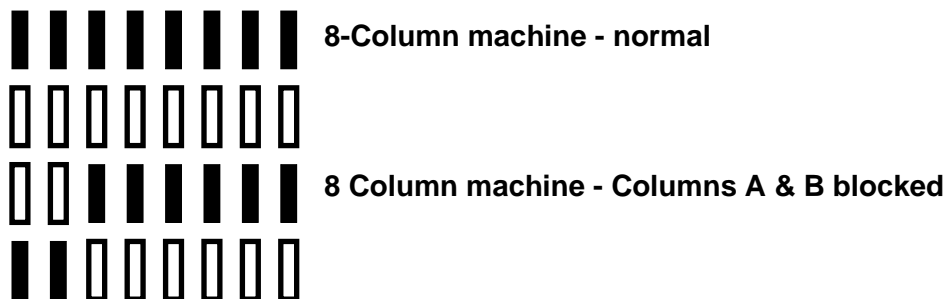 8-Column machine - normal
8 Column machine - Columns A & B blocked